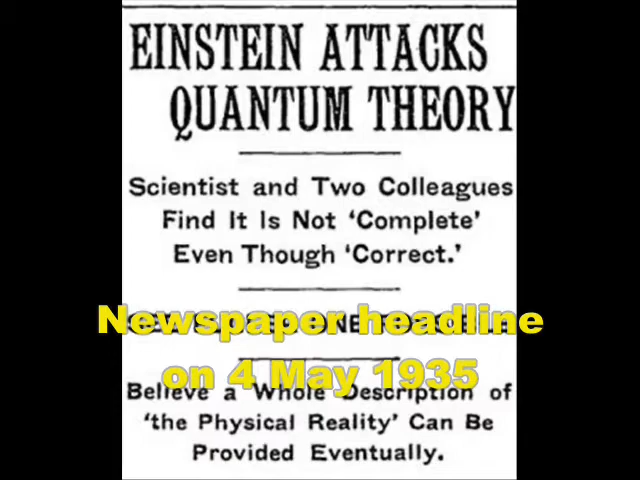 EINSTEIN ATTACKS
QUANTUM THEORY
Scientist and Two Colleagues
Find It Is Not ‘Complete’
Even Though ‘Correct.’
Newspaper headline
on 4 May 1935
Believe a Whole Description of
‘the Physical Reality’ Can Be
Provided Eventually.